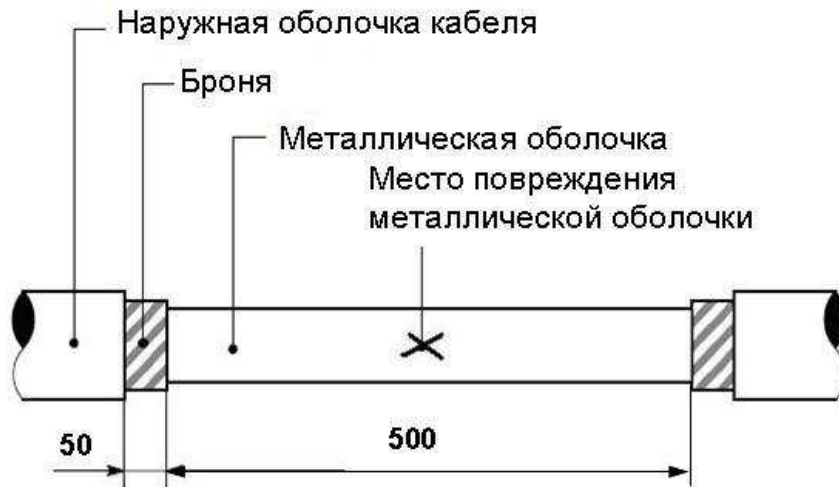 Наружная оболочка кабеля
Броня
Металлическая оболочка
Место повреждения
металлической оболочки
50
500